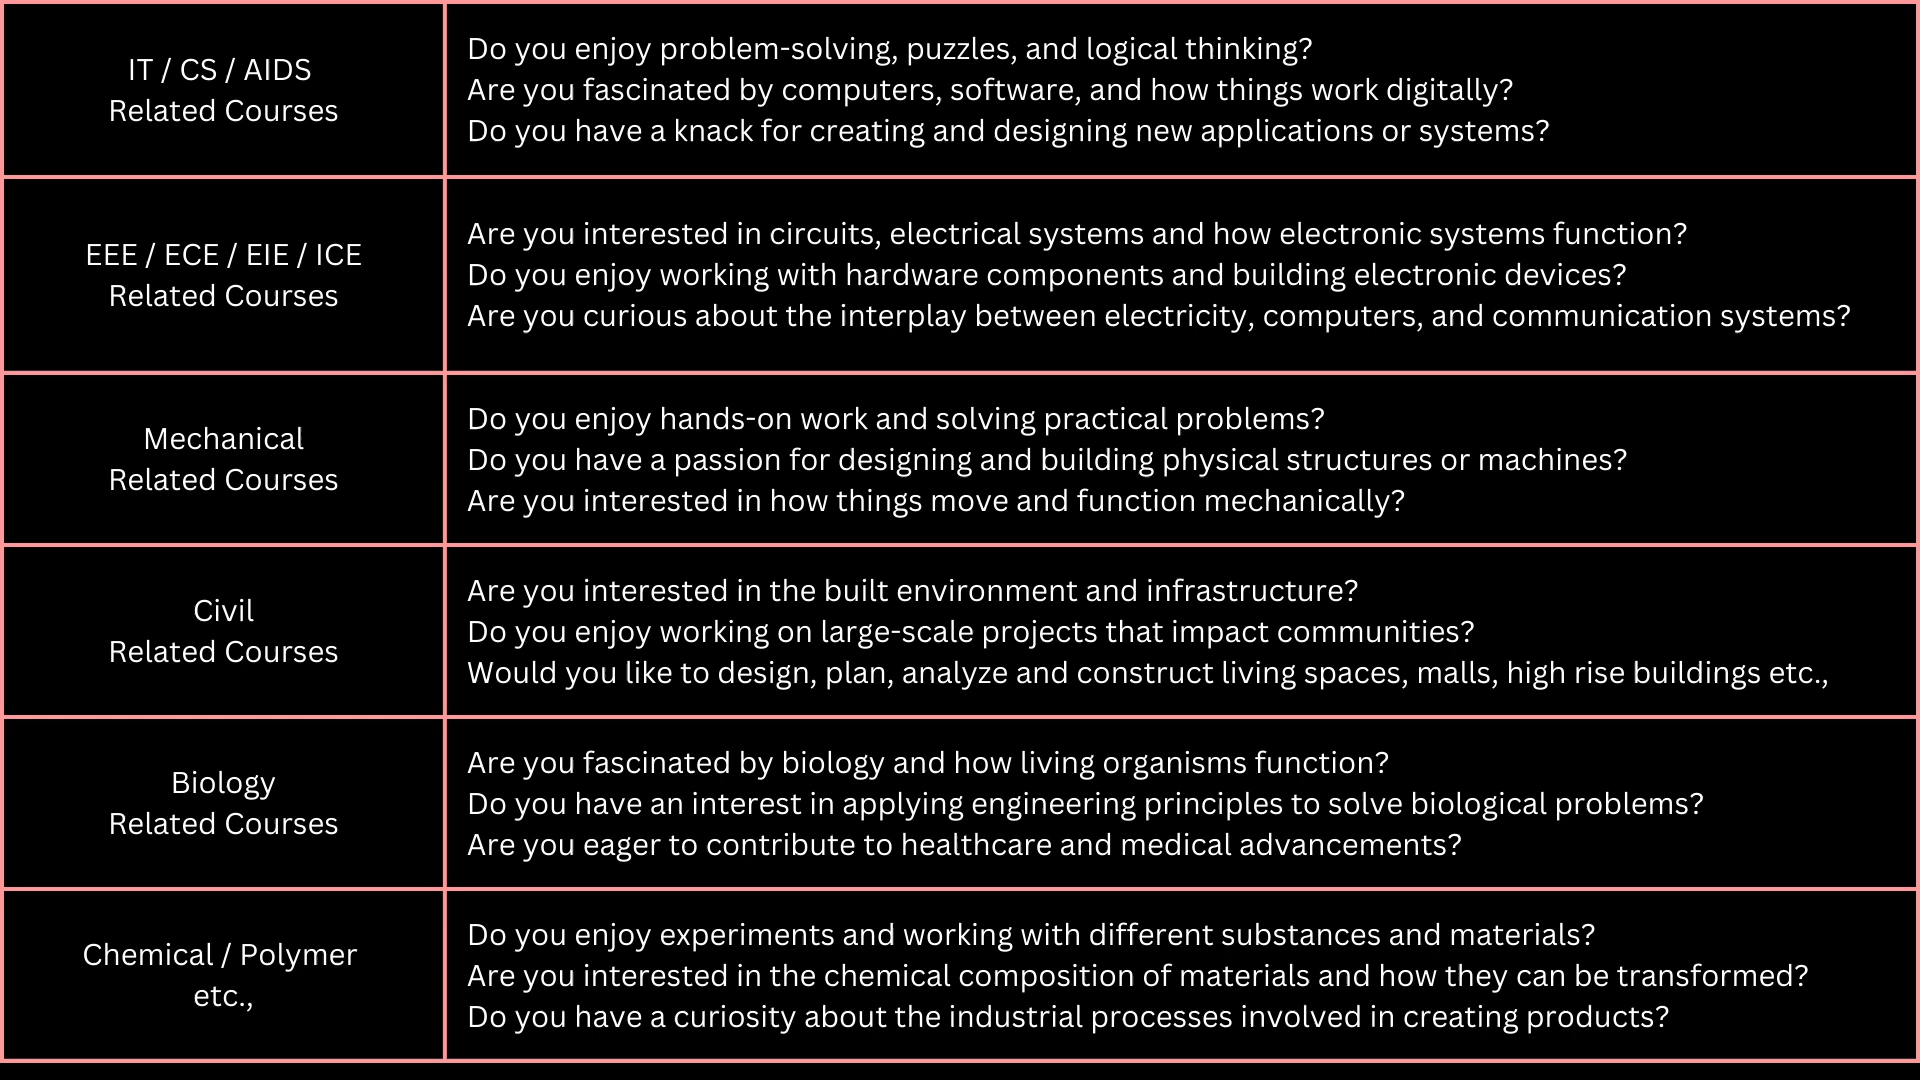 IT / CS / AIDS
Related Courses
Do you enjoy problem-solving, puzzles, and logical thinking?
Are you fascinated by computers, software, and how things work digitally?
Do you have a knack for creating and designing new applications or systems?
EEE / ECE / EIE / ICE
Related Courses
Are you interested in circuits, electrical systems and how electronic systems function?
Do you enjoy working with hardware components and building electronic devices?
Are you curious about the interplay between electricity, computers, and communication systems?
Mechanical
Related Courses
Do you enjoy hands-on work and solving practical problems?
Do you have a passion for designing and building physical structures or machines?
Are you interested in how things move and function mechanically?
Civil
Related Courses
Are you interested in the built environment and infrastructure?
Do you enjoy working on large-scale projects that impact communities?
Would you like to design, plan, analyze and construct living spaces, malls, high rise buildings etc.,
Biology
Related Courses
Are you fascinated by biology and how living organisms function?
Do you have an interest in applying engineering principles to solve biological problems?
Are you eager to contribute to healthcare and medical advancements?
Chemical / Polymer
etc.,
Do you enjoy experiments and working with different substances and materials?
Are you interested in the chemical composition of materials and how they can be transformed?
Do you have a curiosity about the industrial processes involved in creating products?